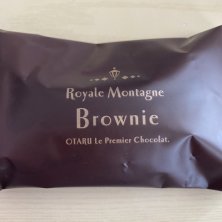 Royale Montagne
Brownie
OTARU Le Premier Chocolat.